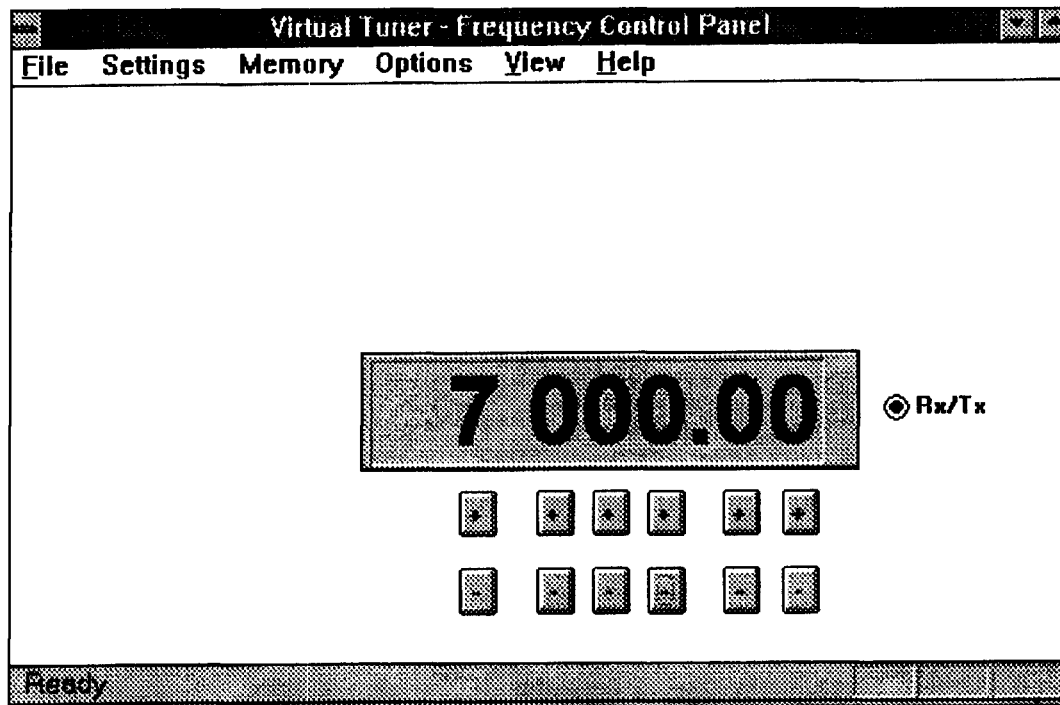 Virtual Tuner - Frequency Control Panel
File Settings Memory Options View Help
7 000.00
Rx/Tx
+ + + + + +
- - - - - -
Ready